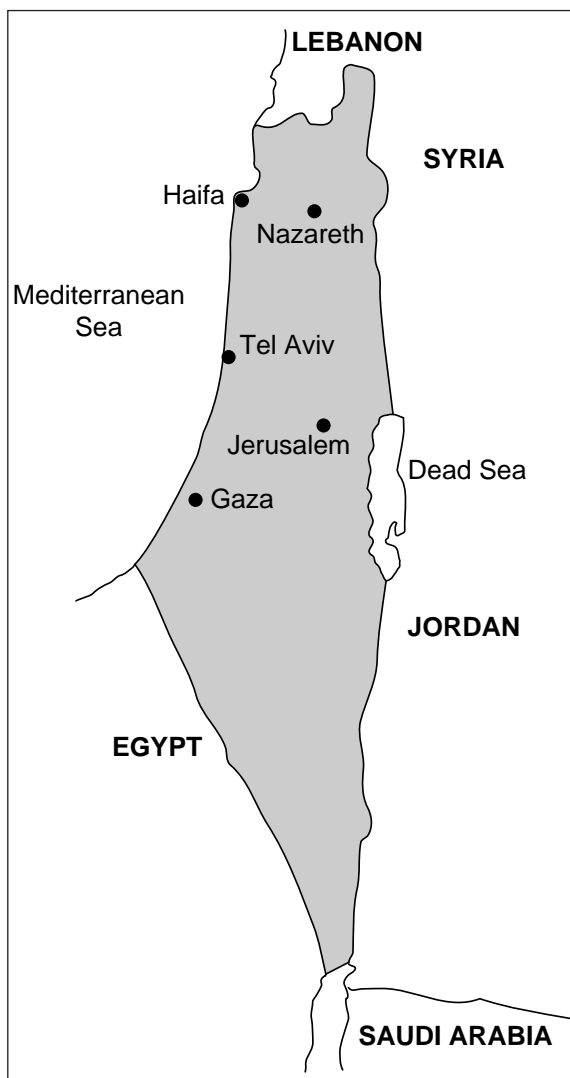 LEBANON
SYRIA
Haifa
Nazareth
Mediterranean
Sea
Tel Aviv
Jerusalem
Dead Sea
Gaza
JORDAN
EGYPT
SAUDI ARABIA